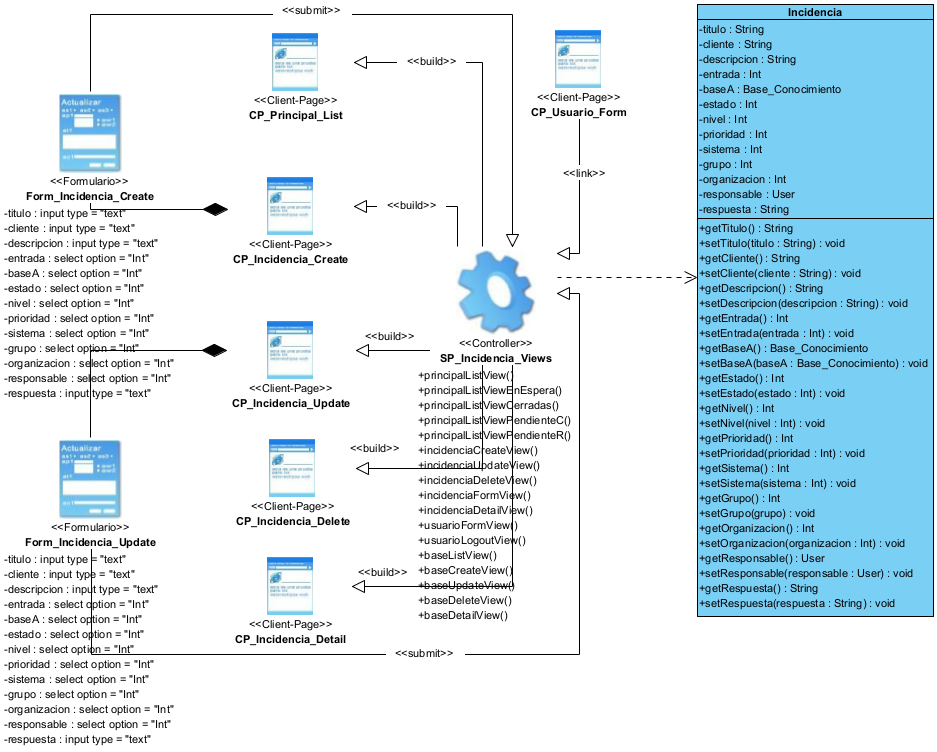 <<submit>>
<<build>>
<<Client-Page>>
CP_Principal_List
<<Client-Page>>
CP_Usuario_Form
<<link>>
Actualizar
<<Formulario>>
Form_Incidencia_Create
-titulo : input type = "text"
-cliente : input type = "text"
-descripcion : input type = "text"
-entrada : select option = "Int"
-baseA : select option = "Int"
-estado : select option = "Int"
-nivel : select option = "Int"
-prioridad : select option = "Int"
-sistema : select option = "Int"
-grupo : select option = "Int"
-organizacion : select option = "Int"
-responsable : select option = "Int"
-respuesta : input type = "text"
<<build>>
<<Client-Page>>
CP_Incidencia_Create
<<build>>
<<Client-Page>>
CP_Incidencia_Update
<<build>>
<<Client-Page>>
CP_Incidencia_Delete
<<build>>
<<Client-Page>>
CP_Incidencia_Detail
<<Controller>>
SP_Incidencia_Views
+principalListView()
+principalListViewEnEspera()
+principalListViewCerradas()
+principalListViewPendienteC()
+principalListViewPendienteR()
+incidenciaCreateView()
+incidenciaUpdateView()
+incidenciaDeleteView()
+incidenciaFormView()
+incidenciaDetailView()
+usuarioFormView()
+usuarioLogoutView()
+baseListView()
+baseCreateView()
+baseUpdateView()
+baseDeleteView()
+baseDetailView()
Actualizar
<<Formulario>>
Form_Incidencia_Update
-titulo : input type = "text"
-cliente : input type = "text"
-descripcion : input type = "text"
-entrada : select option = "Int"
-baseA : select option = "Int"
-estado : select option = "Int"
-nivel : select option = "Int"
-prioridad : select option = "Int"
-sistema : select option = "Int"
-grupo : select option = "Int"
-organizacion : select option = "Int"
-responsable : select option = "Int"
-respuesta : input type = "text"
<<submit>>
Incidencia
-titulo : String
-cliente : String
-descripcion : String
-entrada : Int
-baseA : Base_Conocimiento
-estado : Int
-nivel : Int
-prioridad : Int
-sistema : Int
-grupo : Int
-organizacion : Int
-responsable : User
-respuesta : String
+getTitulo() : String
+setTitulo(titulo : String) : void
+getCliente() : String
+setCliente(cliente : String) : void
+getDescripcion() : String
+setDescripcion(descripcion : String) : void
+getEntrada() : Int
+setEntrada(entrada : Int) : void
+getBaseA() : Base_Conocimiento
+setBaseA(baseA : Base_Conocimiento) : void
+getEstado() : Int
+setEstado(estado : Int) : void
+getNivel() : Int
+setNivel(nivel : Int) : void
+getPrioridad() : Int
+setPrioridad(prioridad : Int) : void
+getSistema() : Int
+setSistema(sistema : Int) : void
+getGrupo() : Int
+setGrupo(grupo) : void
+getOrganizacion() : Int
+setOrganizacion(organizacion : Int) : void
+getResponsable() : User
+setResponsable(responsable : User) : void
+getRespuesta() : String
+setRespuesta(respuesta : String) : void